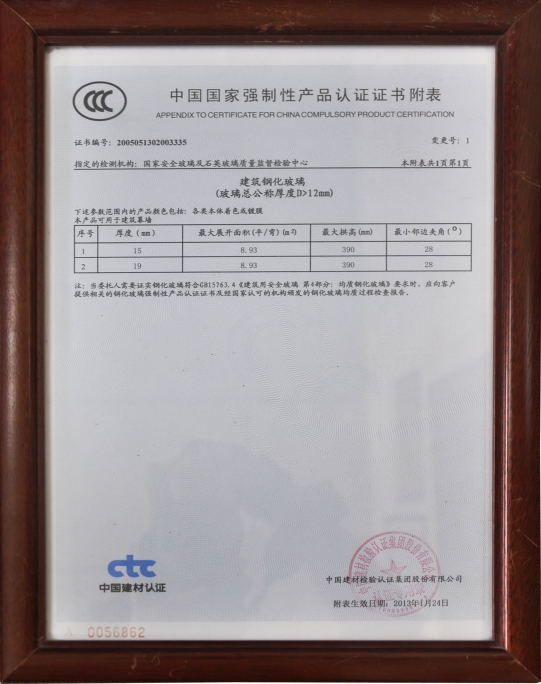 CCC
中国国家强制性产品认证证书附表
APPENDIX TO CERTIFICATE FOR CHINA COMPULSORY PRODUCT CERTIFICATION
证书编号: 2005051302003335 变更号: 1
指定的检测机构: 国家安全玻璃及石英玻璃质量监督检验中心 本附表共1页第1页
建筑钢化玻璃
(玻璃总公称厚度D>12mm)
下述参数范围内的产品颜色包括: 各类本体着色或镀膜
本产品可用于建筑幕墙
序号 厚度 (mm) 最大展开面积(平/弯)(㎡) 最大拱高(mm) 最小邻边夹角(°)
1 15 8.93 390 28
2 19 8.93 390 28
注: 当委托人需要证实钢化玻璃符合GB15763.4《建筑用安全玻璃 第4部分: 均质钢化玻璃》要求时, 应向客户
提供相关的钢化玻璃强制性产品认证证书及经国家认可的机构颁发的钢化玻璃均质过程检查报告。
ctc
中国建材认证
中国建材检验认证集团股份有限公司
附表生效日期: 2013年1月24日
0056862